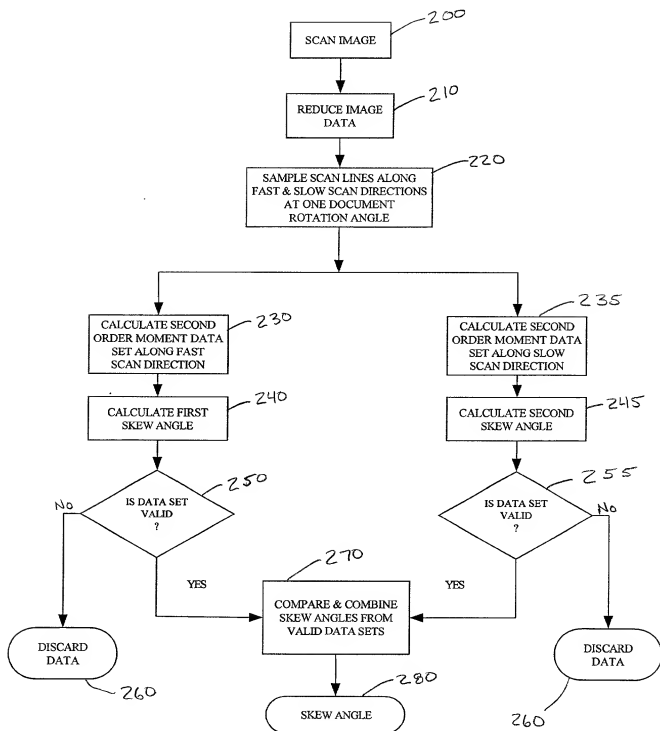 200
SCAN IMAGE
210
REDUCE IMAGE
DATA
220
SAMPLE SCAN LINES ALONG
FAST & SLOW SCAN DIRECTIONS
AT ONE DOCUMENT
ROTATION ANGLE
230
CALCULATE SECOND
ORDER MOMENT DATA
SET ALONG FAST
SCAN DIRECTION
235
CALCULATE SECOND
ORDER MOMENT DATA
SET ALONG SLOW
SCAN DIRECTION
240
CALCULATE FIRST
SKEW ANGLE
245
CALCULATE SECOND
SKEW ANGLE
250
No
IS DATA SET
VALID
?
YES
255
IS DATA SET
VALID
?
No
YES
270
COMPARE & COMBINE
SKEW ANGLES FROM
VALID DATA SETS
DISCARD
DATA
260
280
SKEW ANGLE
DISCARD
DATA
260